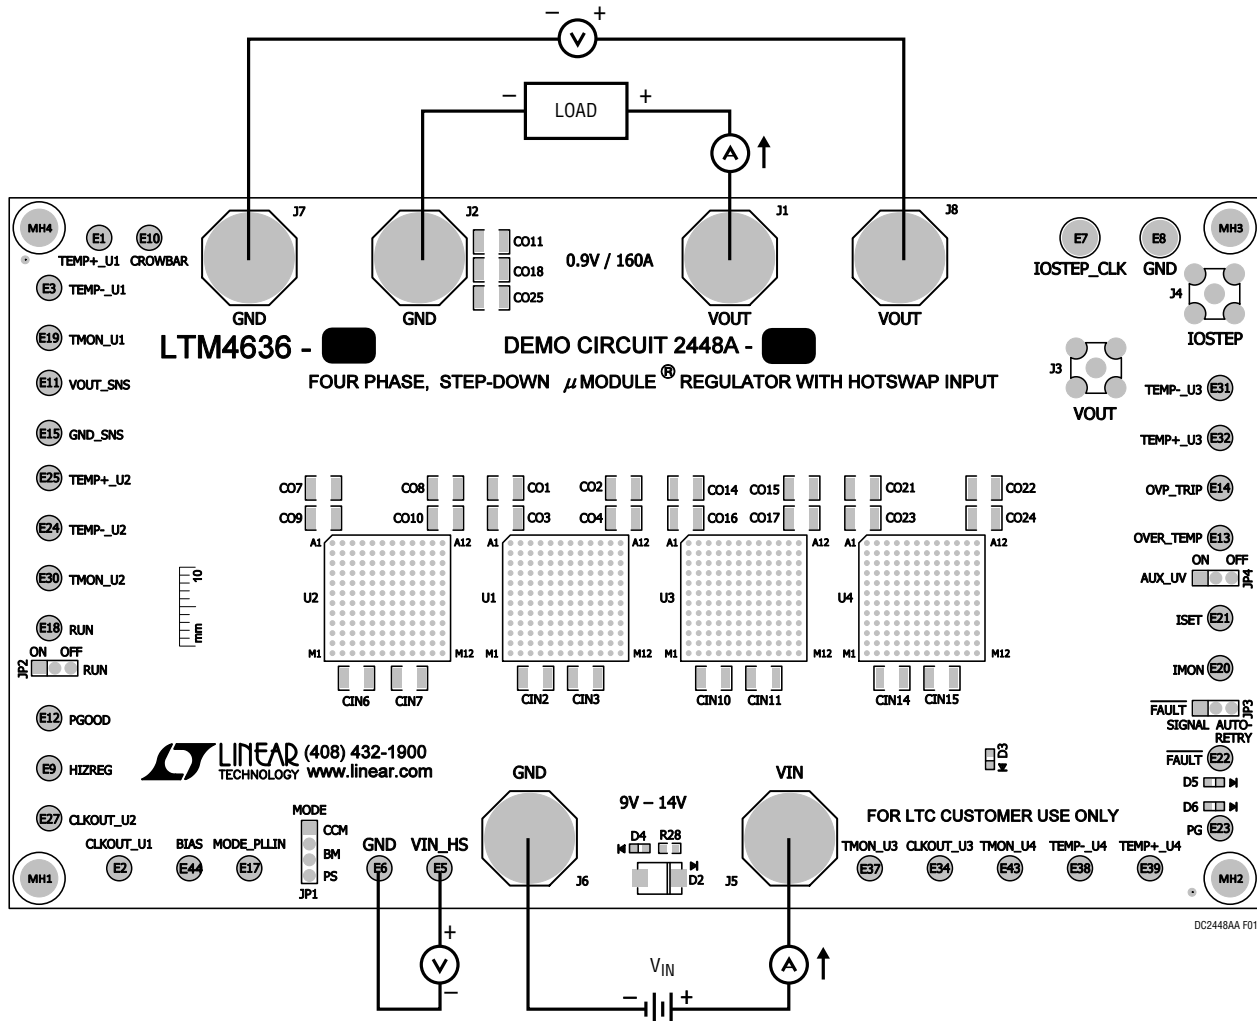 − V +
− LOAD +
A
J7 J2 J1 J8
MH4 E1 E10 CO11 CO18 CO25 0.9V / 160A E7 E8 MH3
TEMP+_U1 CROWBAR IOSTEP_CLK GND
E3 TEMP-_U1 J4
GND GND VOUT VOUT
IOSTEP
E19 TMON_U1
LTM4636 - DEMO CIRCUIT 2448A -
FOUR PHASE, STEP-DOWN µMODULE® REGULATOR WITH HOTSWAP INPUT
J3
VOUT
E11 VOUT_SNS
TEMP-_U3 E31
E15 GND_SNS
TEMP+_U3 E32
E25 TEMP+_U2
OVP_TRIP E14
CO7 CO8 CO1 CO2 CO14 CO15 CO21 CO22
CO9 CO10 CO3 CO4 CO16 CO17 CO23 CO24
E24 TEMP-_U2
OVER_TEMP E13
A1 A12 A1 A12 A1 A12 A1 A12
ON OFF
AUX_UV JP4
E30 TMON_U2
10
mm
U2 U1 U3 U4
ISET E21
E18 RUN
ON OFF
JP2 RUN
M1 M12 M1 M12 M1 M12 M1 M12
IMON E20
CIN6 CIN7 CIN2 CIN3 CIN10 CIN11 CIN14 CIN15
FAULT JP3
SIGNAL AUTO-
RETRY
E12 PGOOD
FAULT E22
LINEAR (408) 432-1900
TECHNOLOGY www.linear.com
D3
E9 HIZREG
GND VIN
D5
D6
9V – 14V
FOR LTC CUSTOMER USE ONLY
PG E23
E27 CLKOUT_U2
MODE
CCM
BM
PS
JP1
CLKOUT_U1 BIAS MODE_PLLIN GND VIN_HS
D4 R28
D2
TMON_U3 CLKOUT_U3 TMON_U4 TEMP-_U4 TEMP+_U4
MH1 E2 E44 E17 E6 E5 J6 J5 E37 E34 E43 E38 E39 MH2
DC2448AA F01
+
V
−
VIN
− +
A